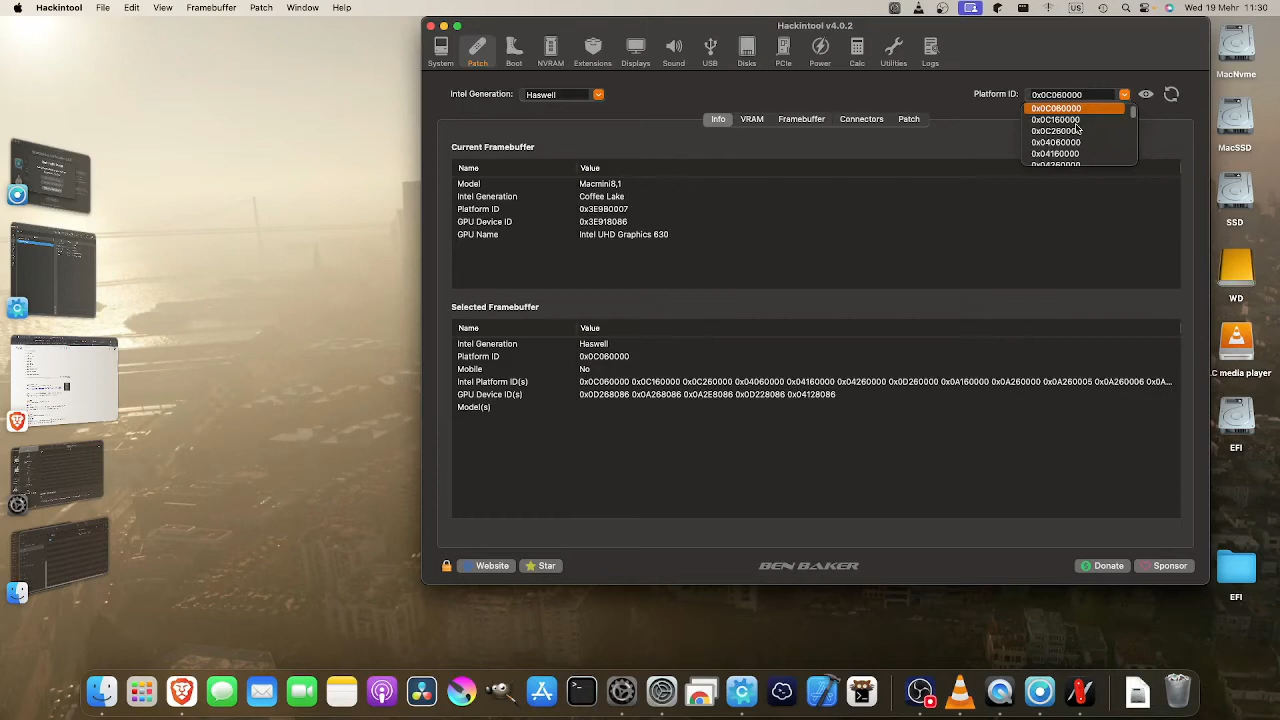 Hackintool File Edit View Framebuffer Patch Window Help
US
Wed 19 Mehr 11:30
Hackintool v4.0.2
System Patch Boot NVRAM Extensions Displays Sound USB Disks PCIe Power Calc Utilities Logs
Intel Generation: Haswell
Platform ID: 0x0C060000
0x0C060000
0x0C160000
0x0C260000
0x04060000
0x04160000
0x04260000
Info VRAM Framebuffer Connectors Patch
Current Framebuffer
Name Value
Model Macmini8,1
Intel Generation Coffee Lake
Platform ID 0x3E9B0007
GPU Device ID 0x3E918086
GPU Name Intel UHD Graphics 630
Selected Framebuffer
Name Value
Intel Generation Haswell
Platform ID 0x0C060000
Mobile No
Intel Platform ID(s) 0x0C060000 0x0C160000 0x0C260000 0x04060000 0x04160000 0x04260000 0x0D260000 0x0A160000 0x0A260000 0x0A260005 0x0A260006 0x0A...
GPU Device ID(s) 0x0D268086 0x0A268086 0x0A2E8086 0x0D228086 0x04128086
Model(s)
Website Star
BEN BAKER
Donate Sponsor
MacNvme
MacSSD
SSD
WD
LC media player
EFI
EFI